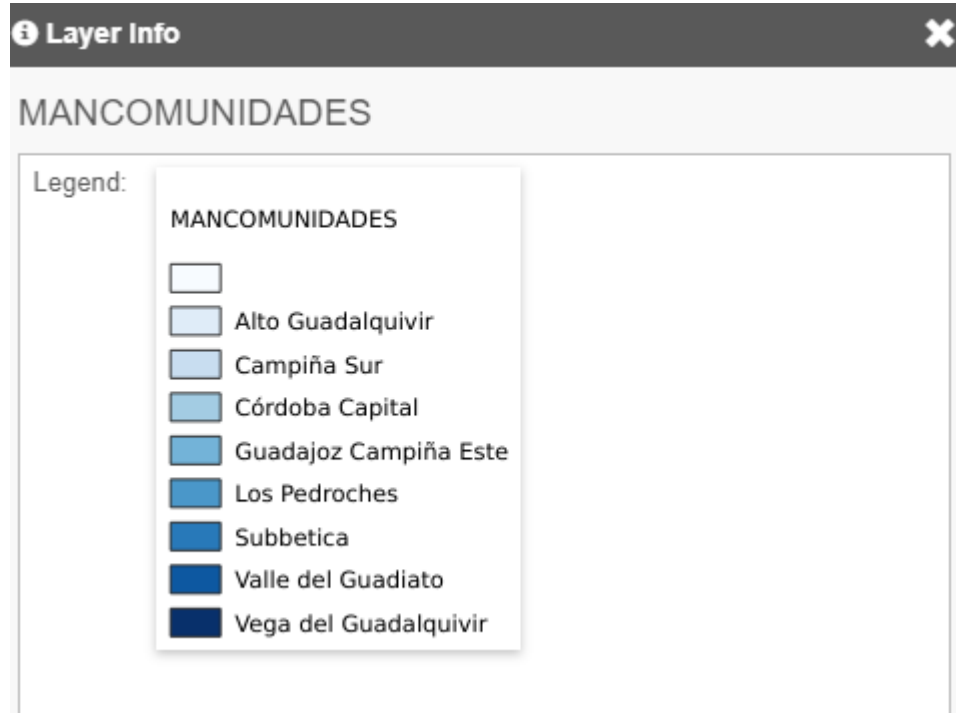 Layer Info
MANCOMUNIDADES
Legend:
MANCOMUNIDADES
Alto Guadalquivir
Campiña Sur
Córdoba Capital
Guadajoz Campiña Este
Los Pedroches
Subbetica
Valle del Guadiato
Vega del Guadalquivir